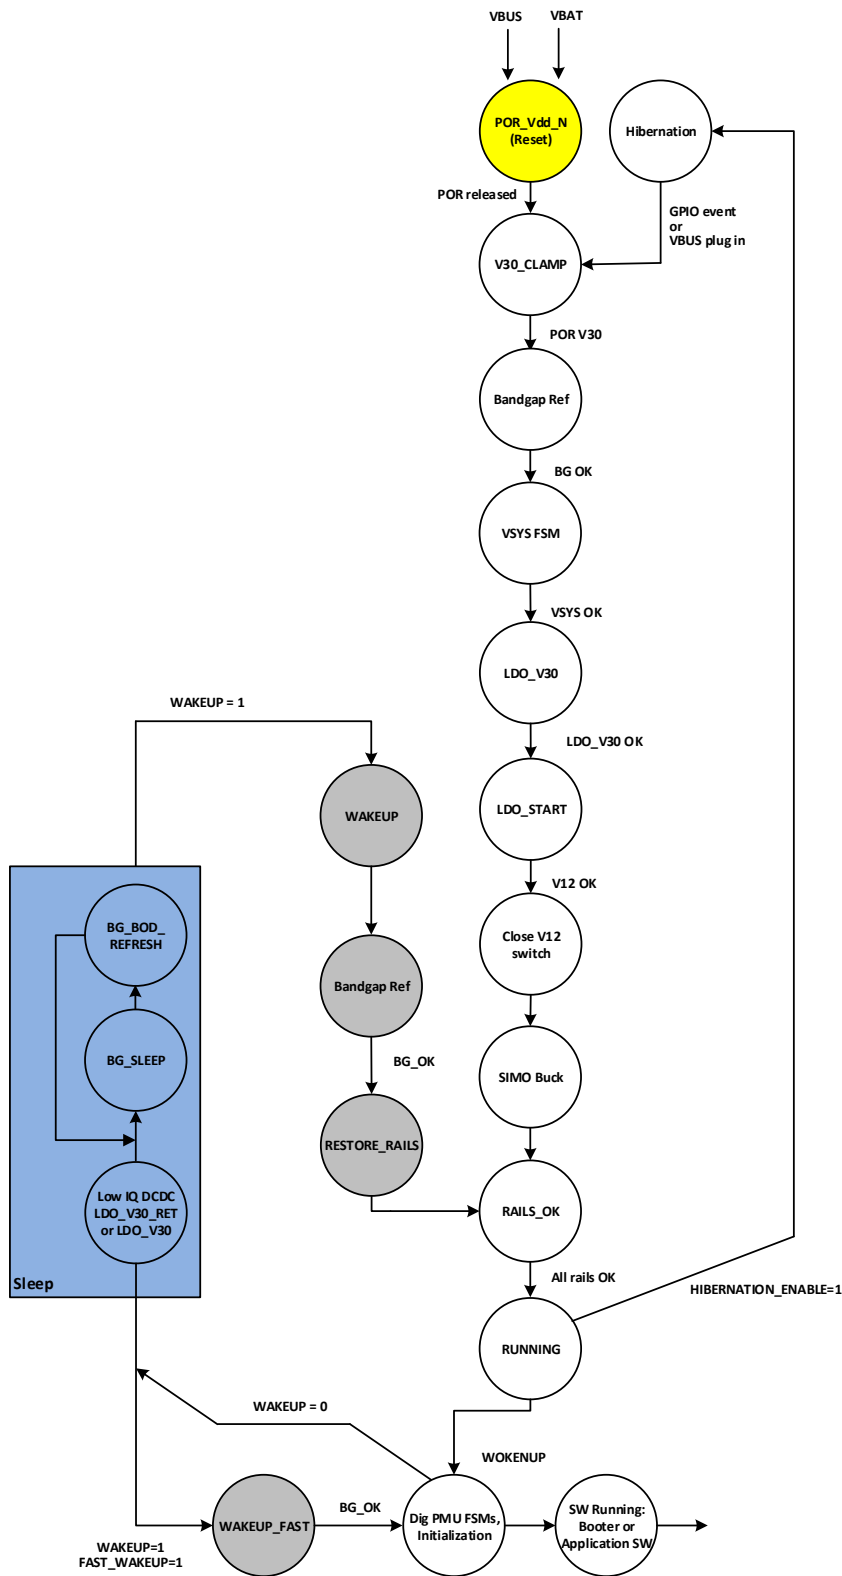 VBUS
VBAT
POR_Vdd_N
(Reset)
Hibernation
POR released
GPIO event
or
VBUS plug in
V30_CLAMP
POR V30
Bandgap Ref
BG OK
VSYS FSM
VSYS OK
LDO_V30
WAKEUP = 1
LDO_V30 OK
WAKEUP
LDO_START
V12 OK
BG_BOD_
REFRESH
Close V12
switch
Bandgap Ref
BG_SLEEP
BG_OK
SIMO Buck
RESTORE_RAILS
Low IQ DCDC
LDO_V30_RET
or LDO_V30
RAILS_OK
Sleep
All rails OK
HIBERNATION_ENABLE=1
RUNNING
WAKEUP = 0
WOKENUP
BG_OK
WAKEUP_FAST
Dig PMU FSMs,
Initialization
SW Running:
Booter or
Application SW
WAKEUP=1
FAST_WAKEUP=1